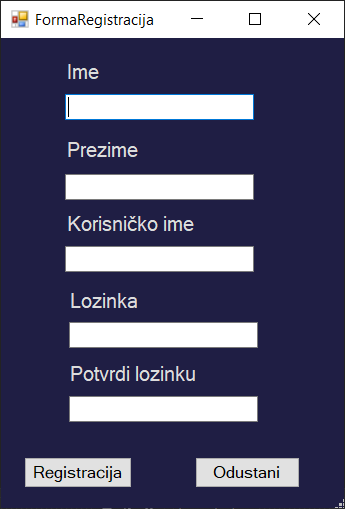 FormaRegistracija
Ime
Prezime
Korisničko ime
Lozinka
Potvrdi lozinku
Registracija
Odustani